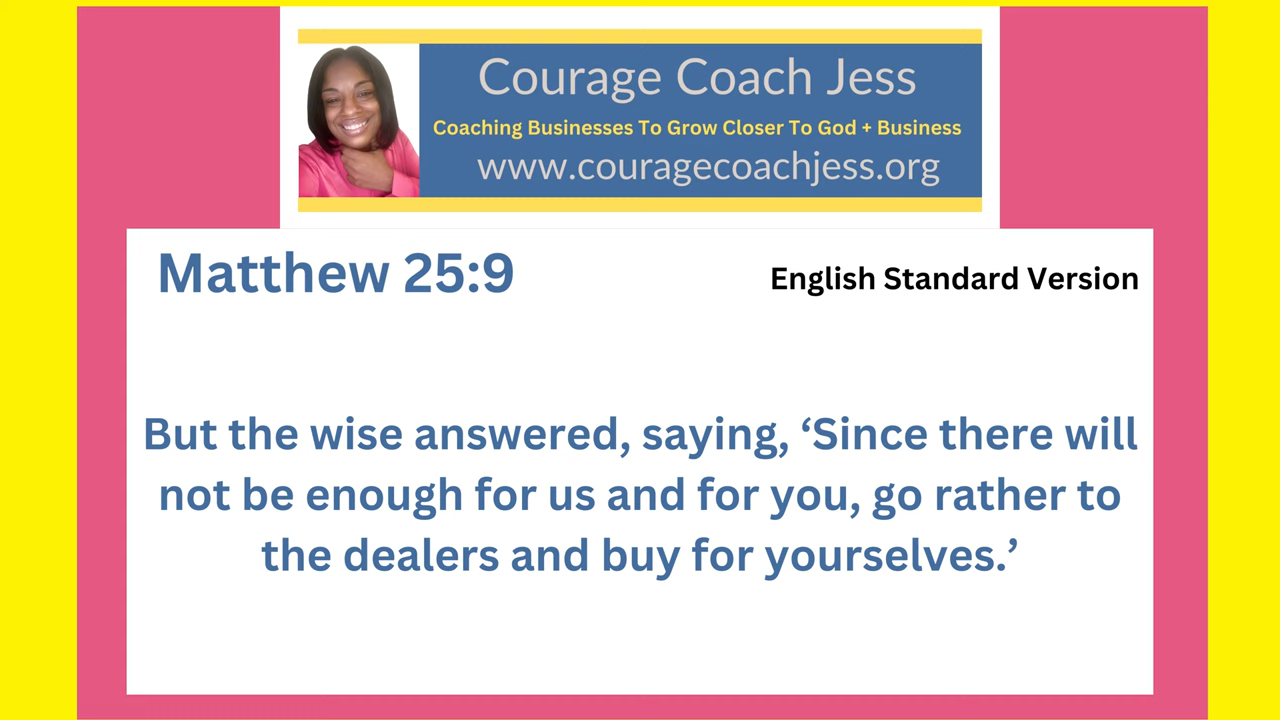 Courage Coach Jess
Coaching Businesses To Grow Closer To God + Business
www.couragecoachjess.org
Matthew 25:9
English Standard Version
But the wise answered, saying, ‘Since there will
not be enough for us and for you, go rather to
the dealers and buy for yourselves.’